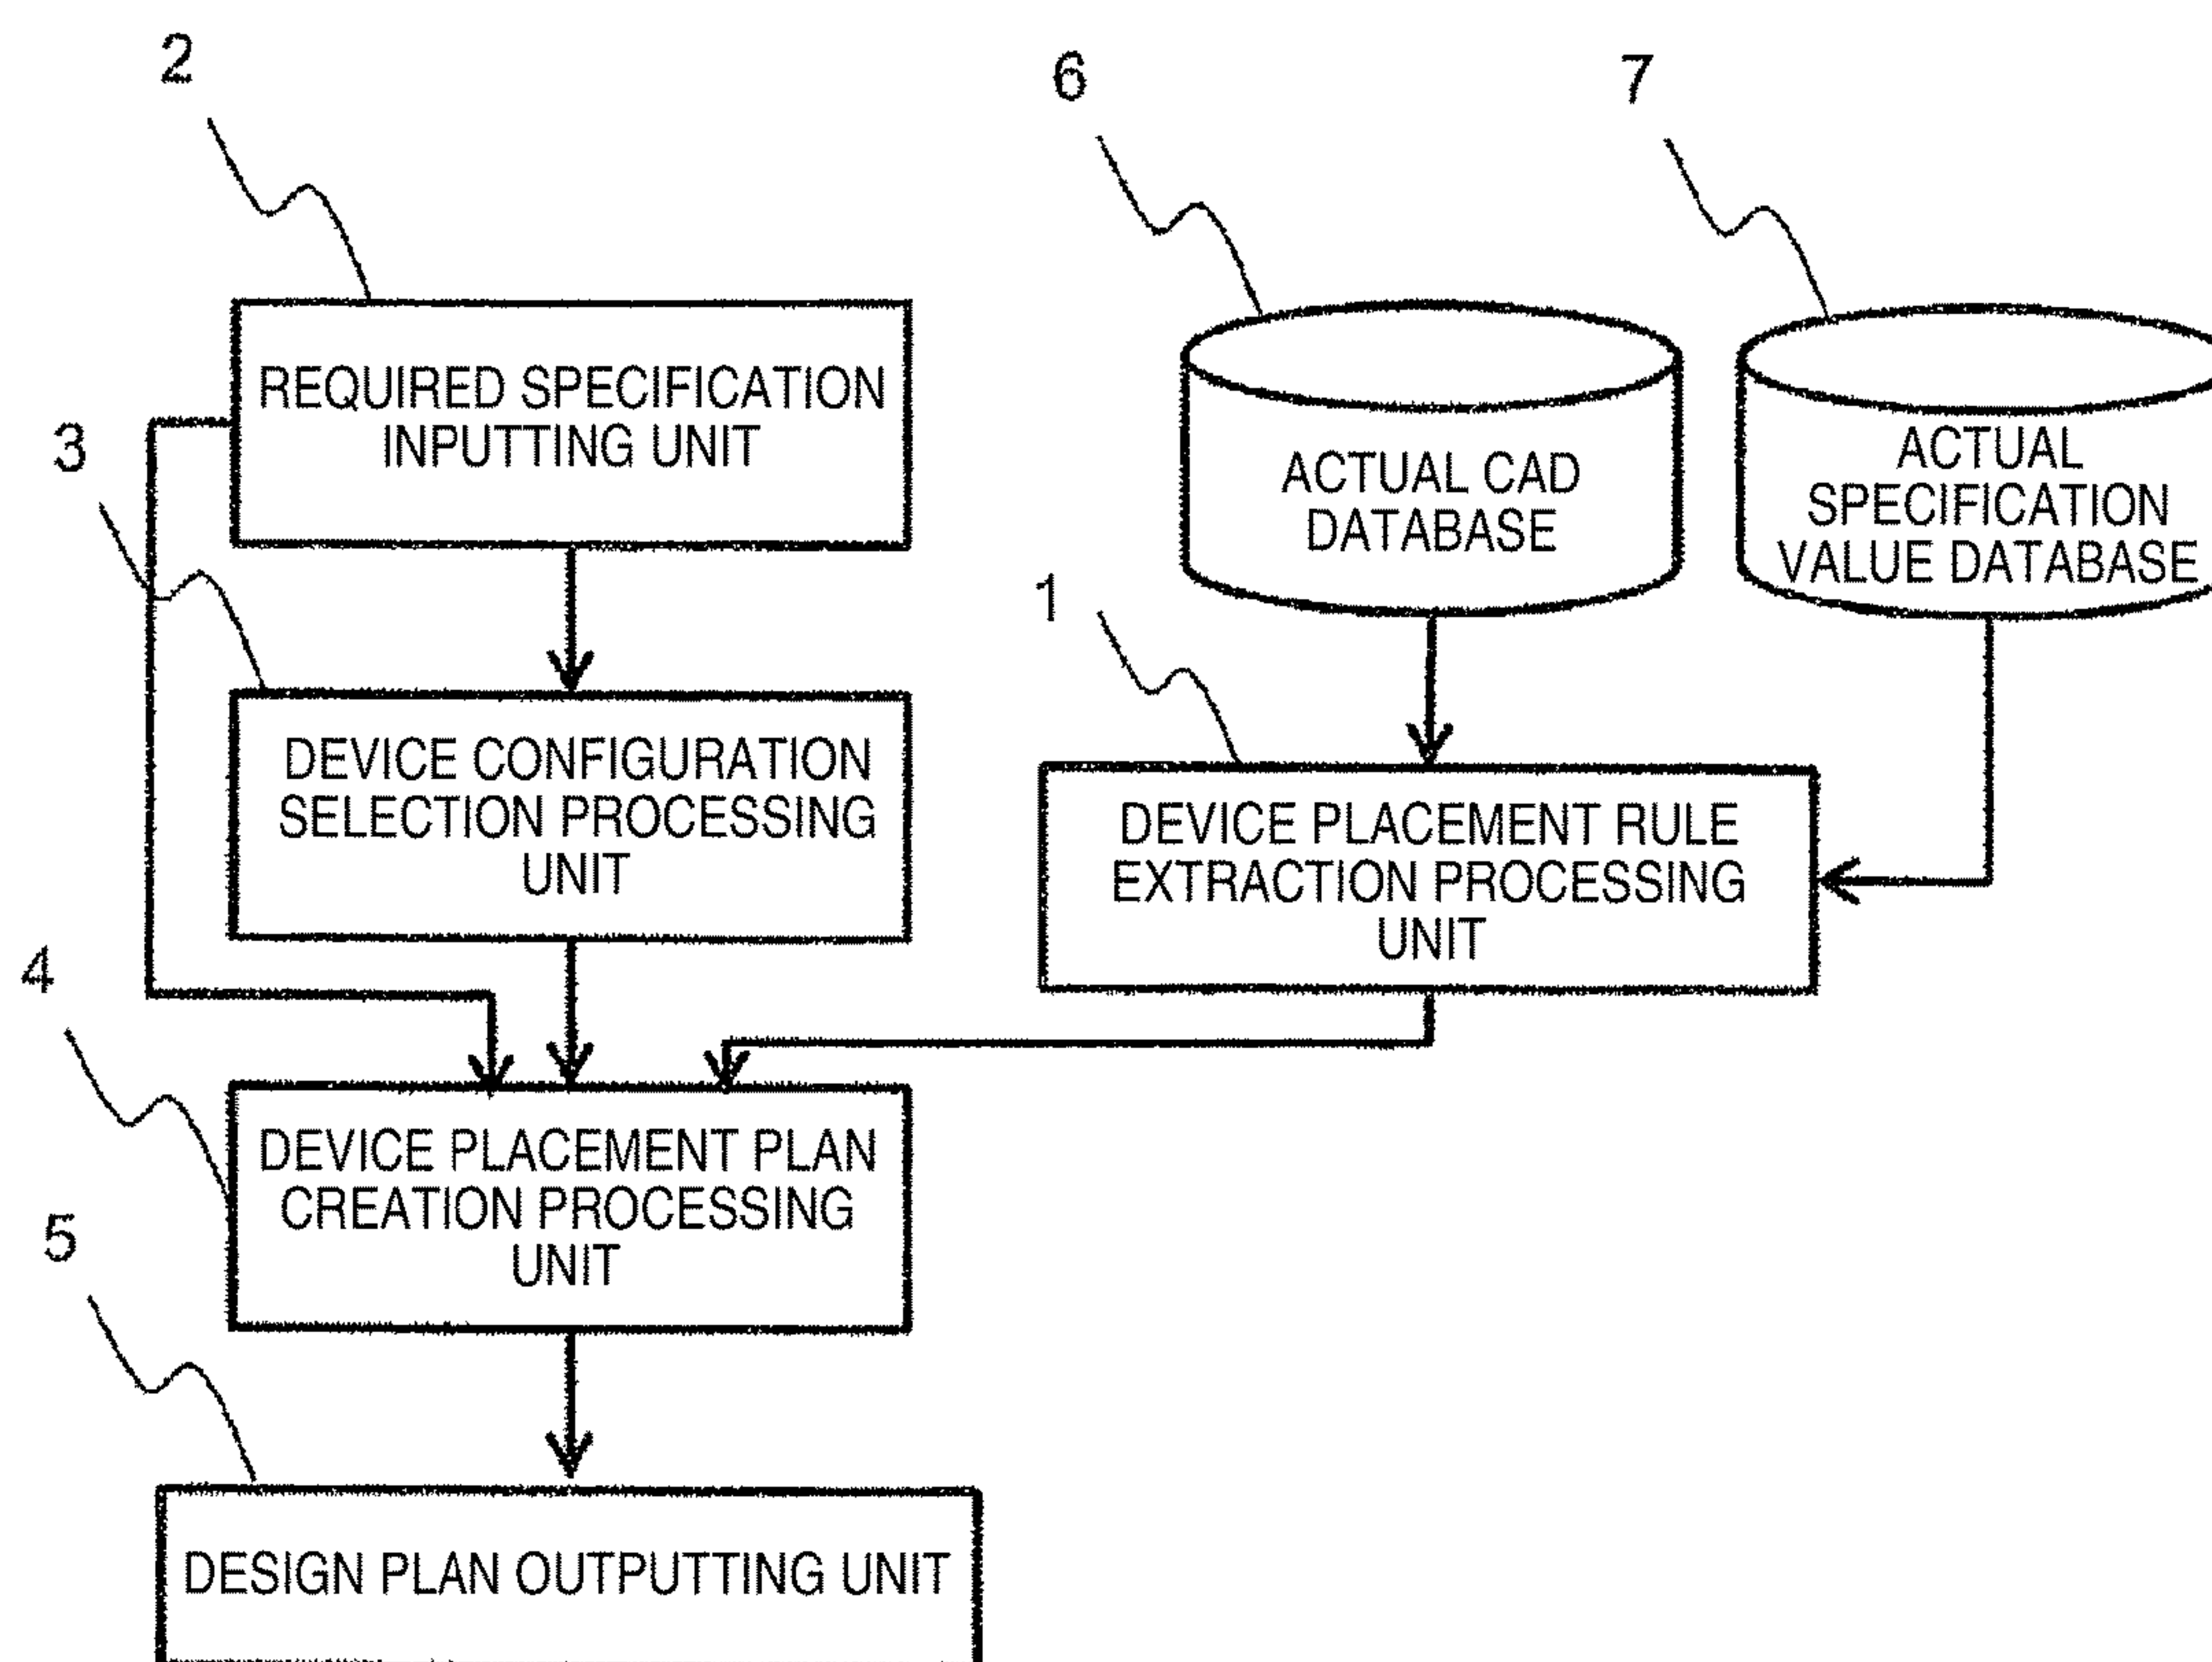 2
6
7
REQUIRED SPECIFICATION
INPUTTING UNIT
3
ACTUAL CAD
DATABASE
ACTUAL
SPECIFICATION
VALUE DATABASE
1
DEVICE CONFIGURATION
SELECTION PROCESSING
UNIT
DEVICE PLACEMENT RULE
EXTRACTION PROCESSING
UNIT
4
DEVICE PLACEMENT PLAN
CREATION PROCESSING
UNIT
5
DESIGN PLAN OUTPUTTING UNIT